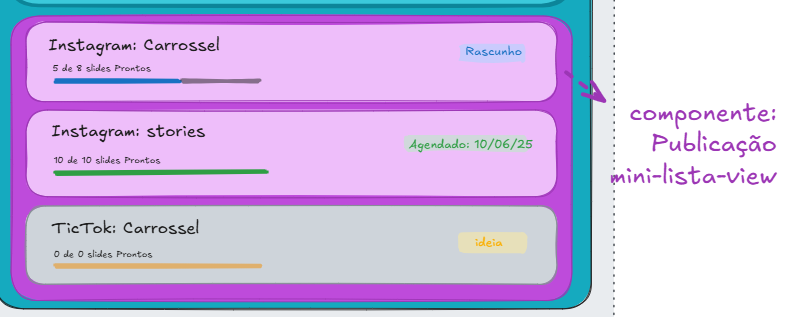 Instagram: Carrossel
Rascunho
5 de 8 slides Prontos
componente:
Publicação
mini-lista-view
Instagram: stories
Agendado: 10/06/25
10 de 10 slides Prontos
TicTok: Carrossel
ideia
0 de 0 slides Prontos